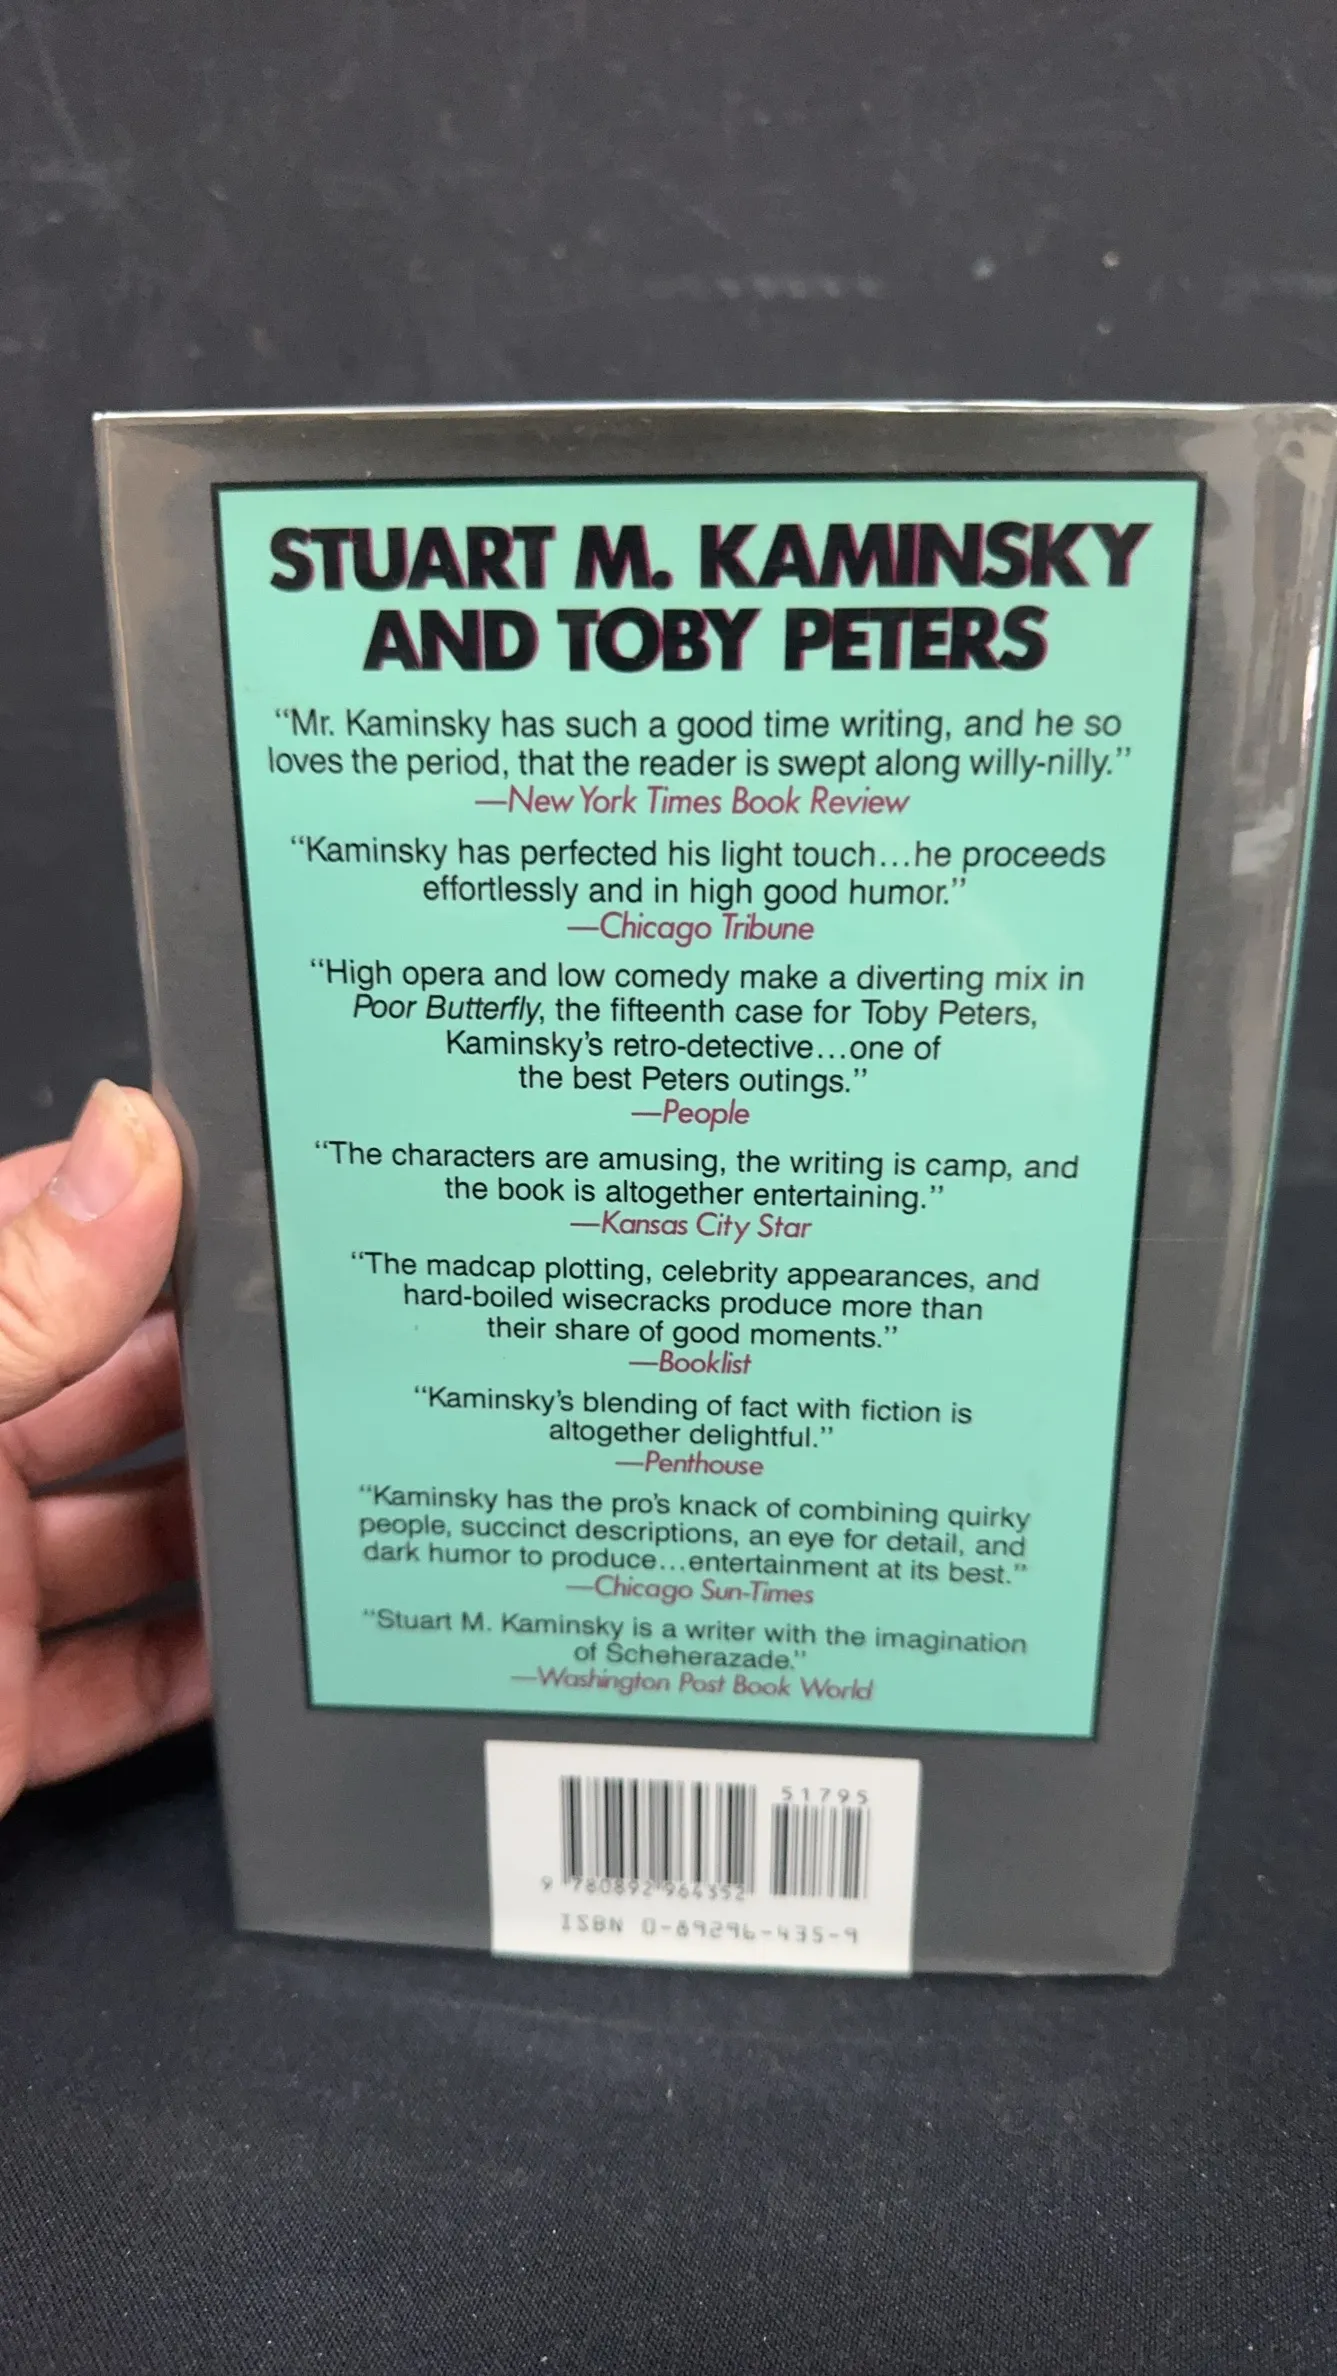 STUART M. KAMINSKY
AND TOBY PETERS
“Mr. Kaminsky has such a good time writing, and he so
loves the period, that the reader is swept along willy-nilly.”
—New York Times Book Review
“Kaminsky has perfected his light touch...he proceeds
effortlessly and in high good humor.”
—Chicago Tribune
“High opera and low comedy make a diverting mix in
Poor Butterfly, the fifteenth case for Toby Peters,
Kaminsky’s retro-detective...one of
the best Peters outings.”
—People
“The characters are amusing, the writing is camp, and
the book is altogether entertaining.”
—Kansas City Star
“The madcap plotting, celebrity appearances, and
hard-boiled wisecracks produce more than
their share of good moments.”
—Booklist
“Kaminsky’s blending of fact with fiction is
altogether delightful.”
—Penthouse
“Kaminsky has the pro’s knack of combining quirky
people, succinct descriptions, an eye for detail, and
dark humor to produce...entertainment at its best.”
—Chicago Sun-Times
“Stuart M. Kaminsky is a writer with the imagination
of Scheherazade.”
—Washington Post Book World
51795
9 780892 964352
ISBN 0-89296-435-9